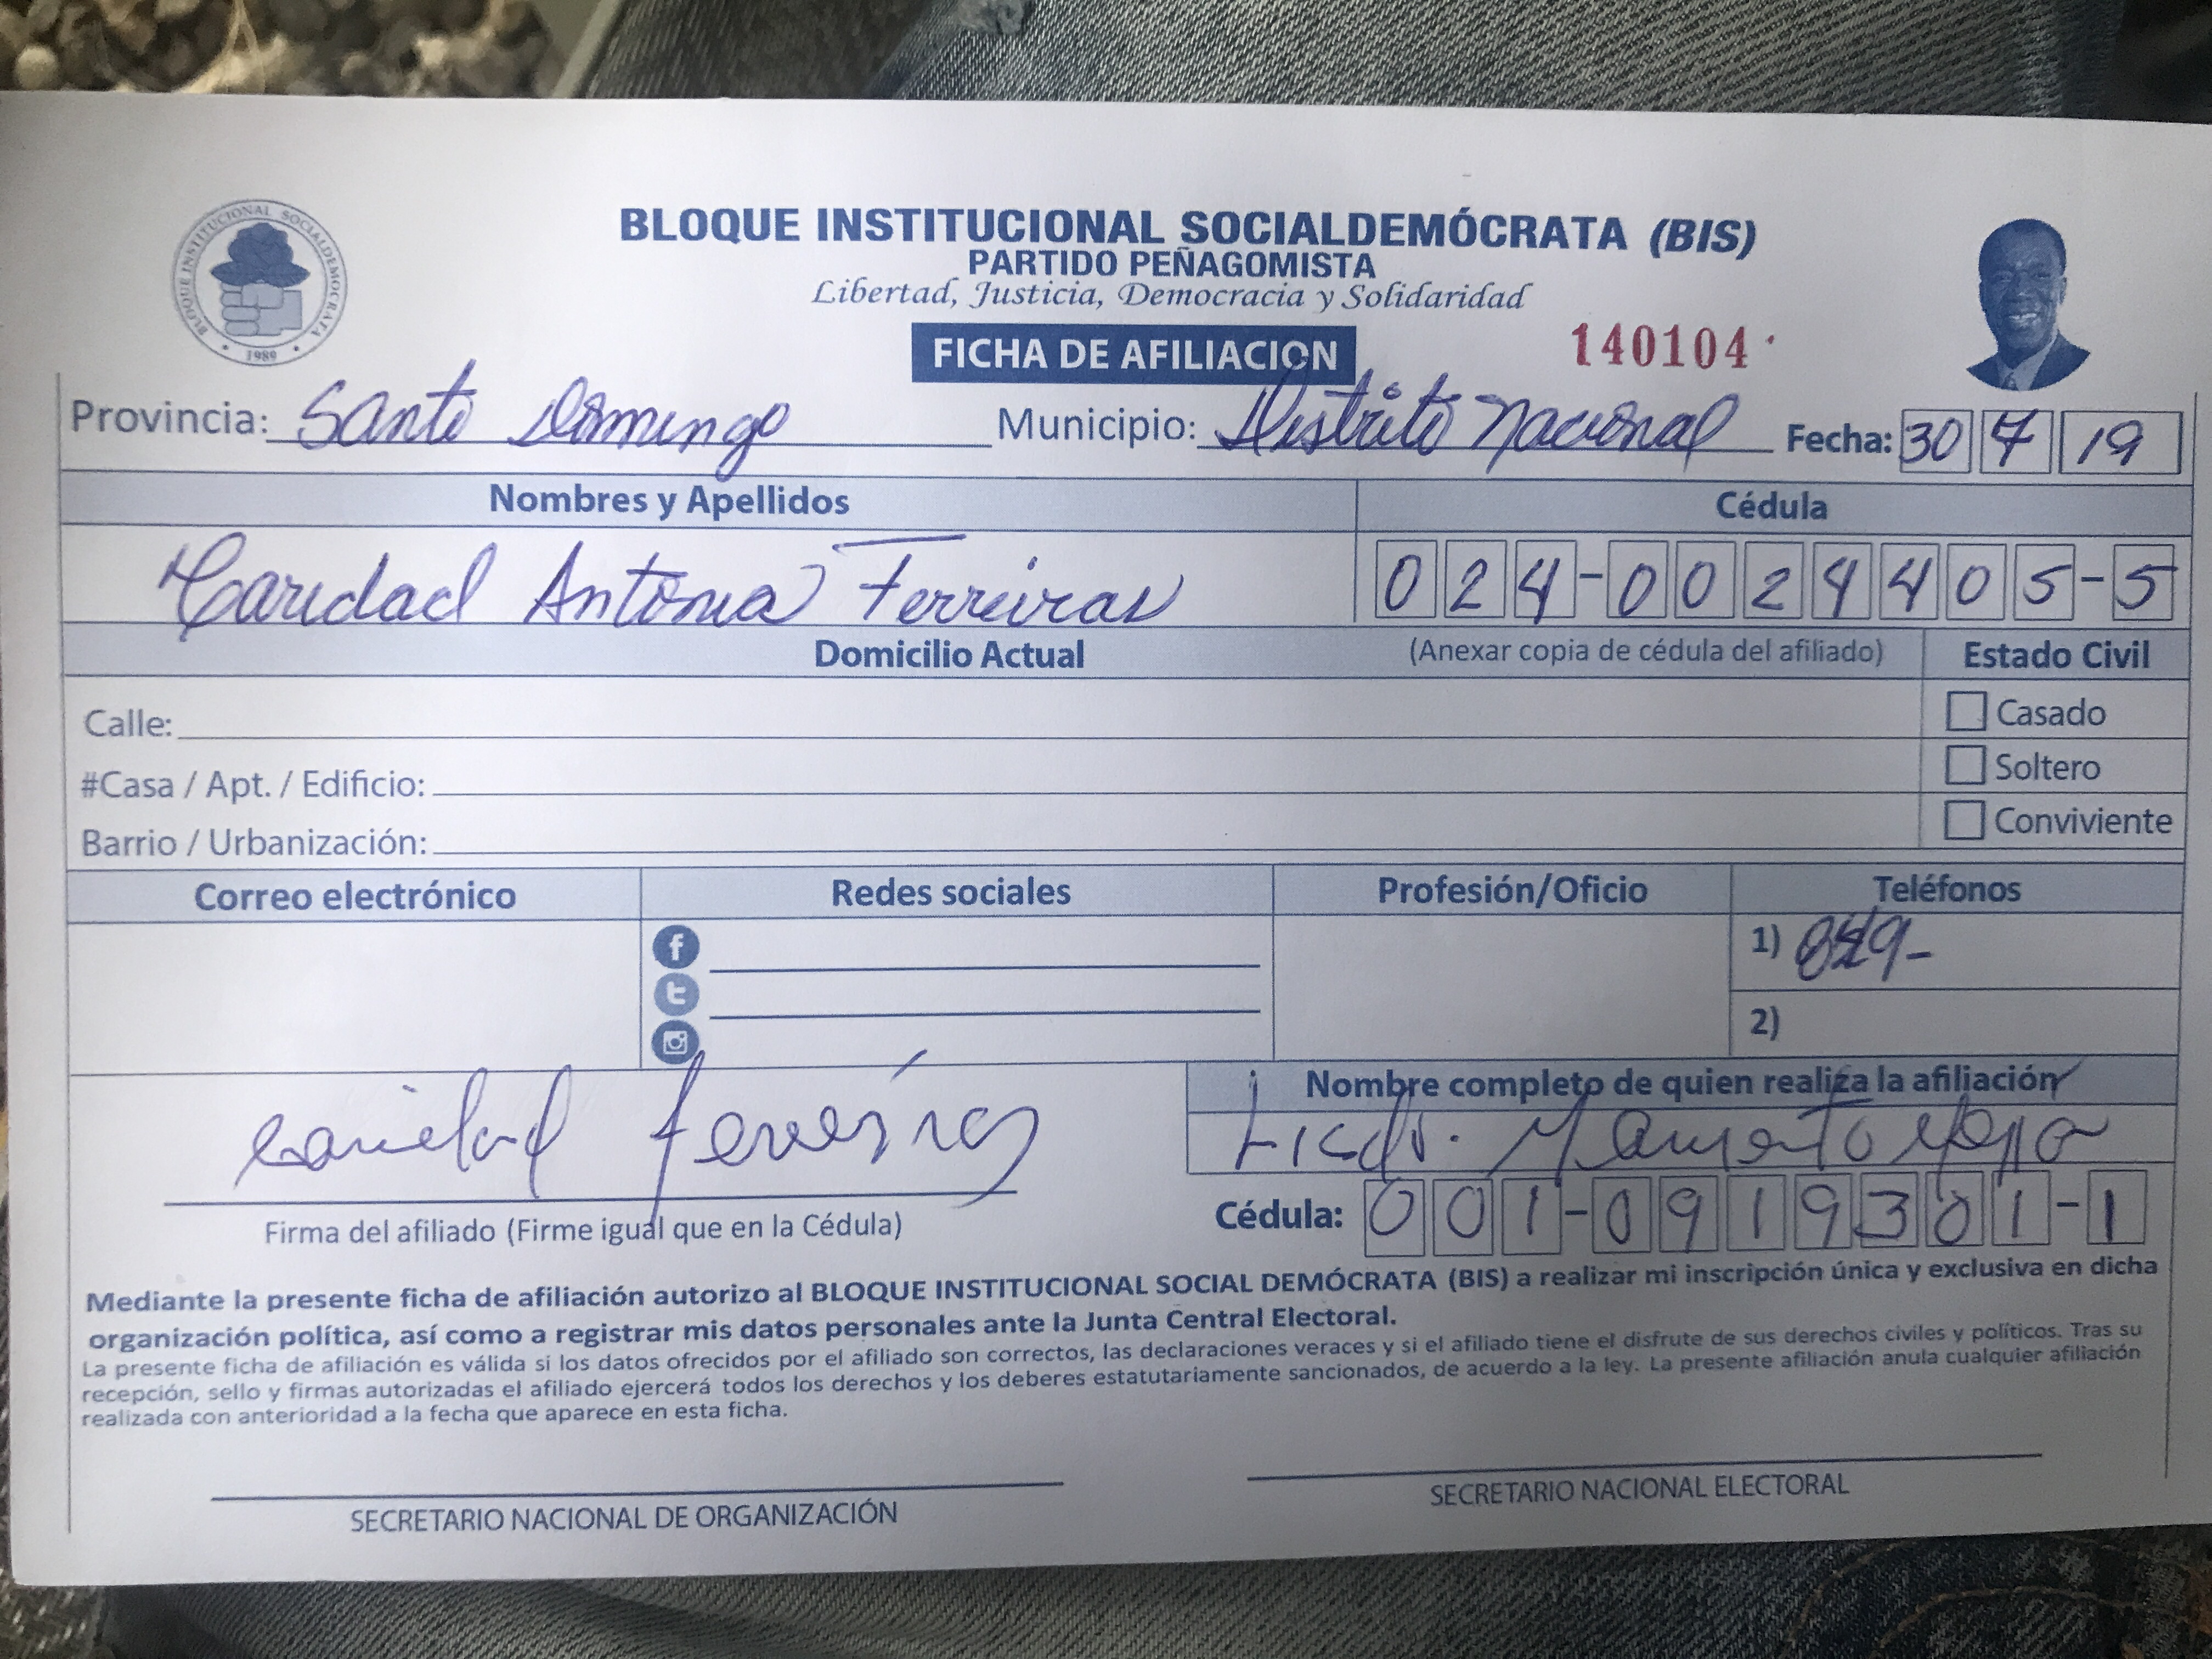 BLOQUE INSTITUCIONAL SOCIALDEMÓCRATA
1989
BLOQUE INSTITUCIONAL SOCIALDEMÓCRATA (BIS)
PARTIDO PEÑAGOMISTA
Libertad, Justicia, Democracia y Solidaridad
FICHA DE AFILIACION 140104
Provincia: Santo Domingo Municipio: Distrito Nacional Fecha: 30 7 19
Nombres y Apellidos Cédula
Caridad Antonia Ferreiras 024-0024405-5
Domicilio Actual (Anexar copia de cédula del afiliado) Estado Civil
Calle: Casado
#Casa / Apt. / Edificio: Soltero
Barrio / Urbanización: Conviviente
Correo electrónico Redes sociales Profesión/Oficio Teléfonos
1) 829-
2)
Nombre completo de quien realiza la afiliación
caridad ferreiras Licdo.
Cédula: 001-0919301-1
Firma del afiliado (Firme igual que en la Cédula)
Mediante la presente ficha de afiliación autorizo al BLOQUE INSTITUCIONAL SOCIAL DEMÓCRATA (BIS) a realizar mi inscripción única y exclusiva en dicha
organización política, así como a registrar mis datos personales ante la Junta Central Electoral.
La presente ficha de afiliación es válida si los datos ofrecidos por el afiliado son correctos, las declaraciones veraces y si el afiliado tiene el disfrute de sus derechos civiles y políticos. Tras su
recepción, sello y firmas autorizadas el afiliado ejercerá todos los derechos y los deberes estatutariamente sancionados, de acuerdo a la ley. La presente afiliación anula cualquier afiliación
realizada con anterioridad a la fecha que aparece en esta ficha.
SECRETARIO NACIONAL DE ORGANIZACIÓN SECRETARIO NACIONAL ELECTORAL